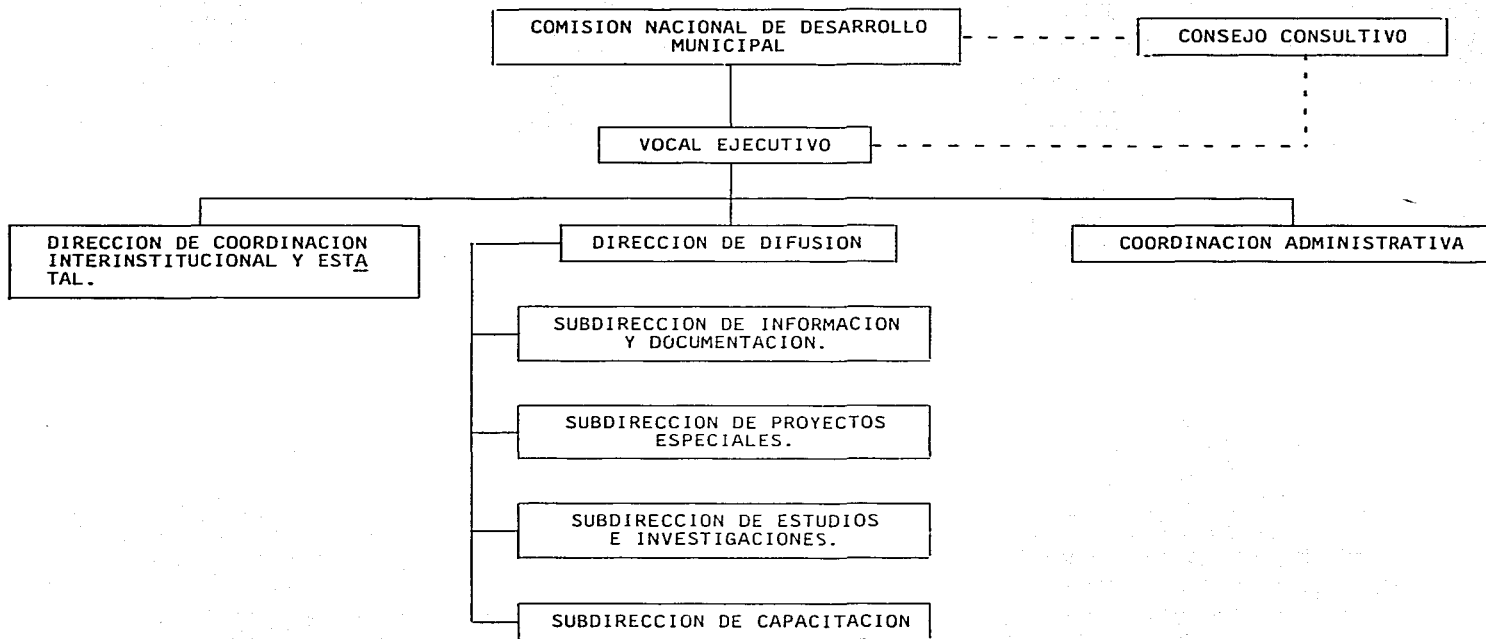 COMISION NACIONAL DE DESARROLLO
MUNICIPAL
CONSEJO CONSULTIVO
VOCAL EJECUTIVO
DIRECCION DE COORDINACION
INTERINSTITUCIONAL Y ESTA
TAL.
DIRECCION DE DIFUSION
COORDINACION ADMINISTRATIVA
SUBDIRECCION DE INFORMACION
Y DOCUMENTACION.
SUBDIRECCION DE PROYECTOS
ESPECIALES.
SUBDIRECCION DE ESTUDIOS
E INVESTIGACIONES.
SUBDIRECCION DE CAPACITACION